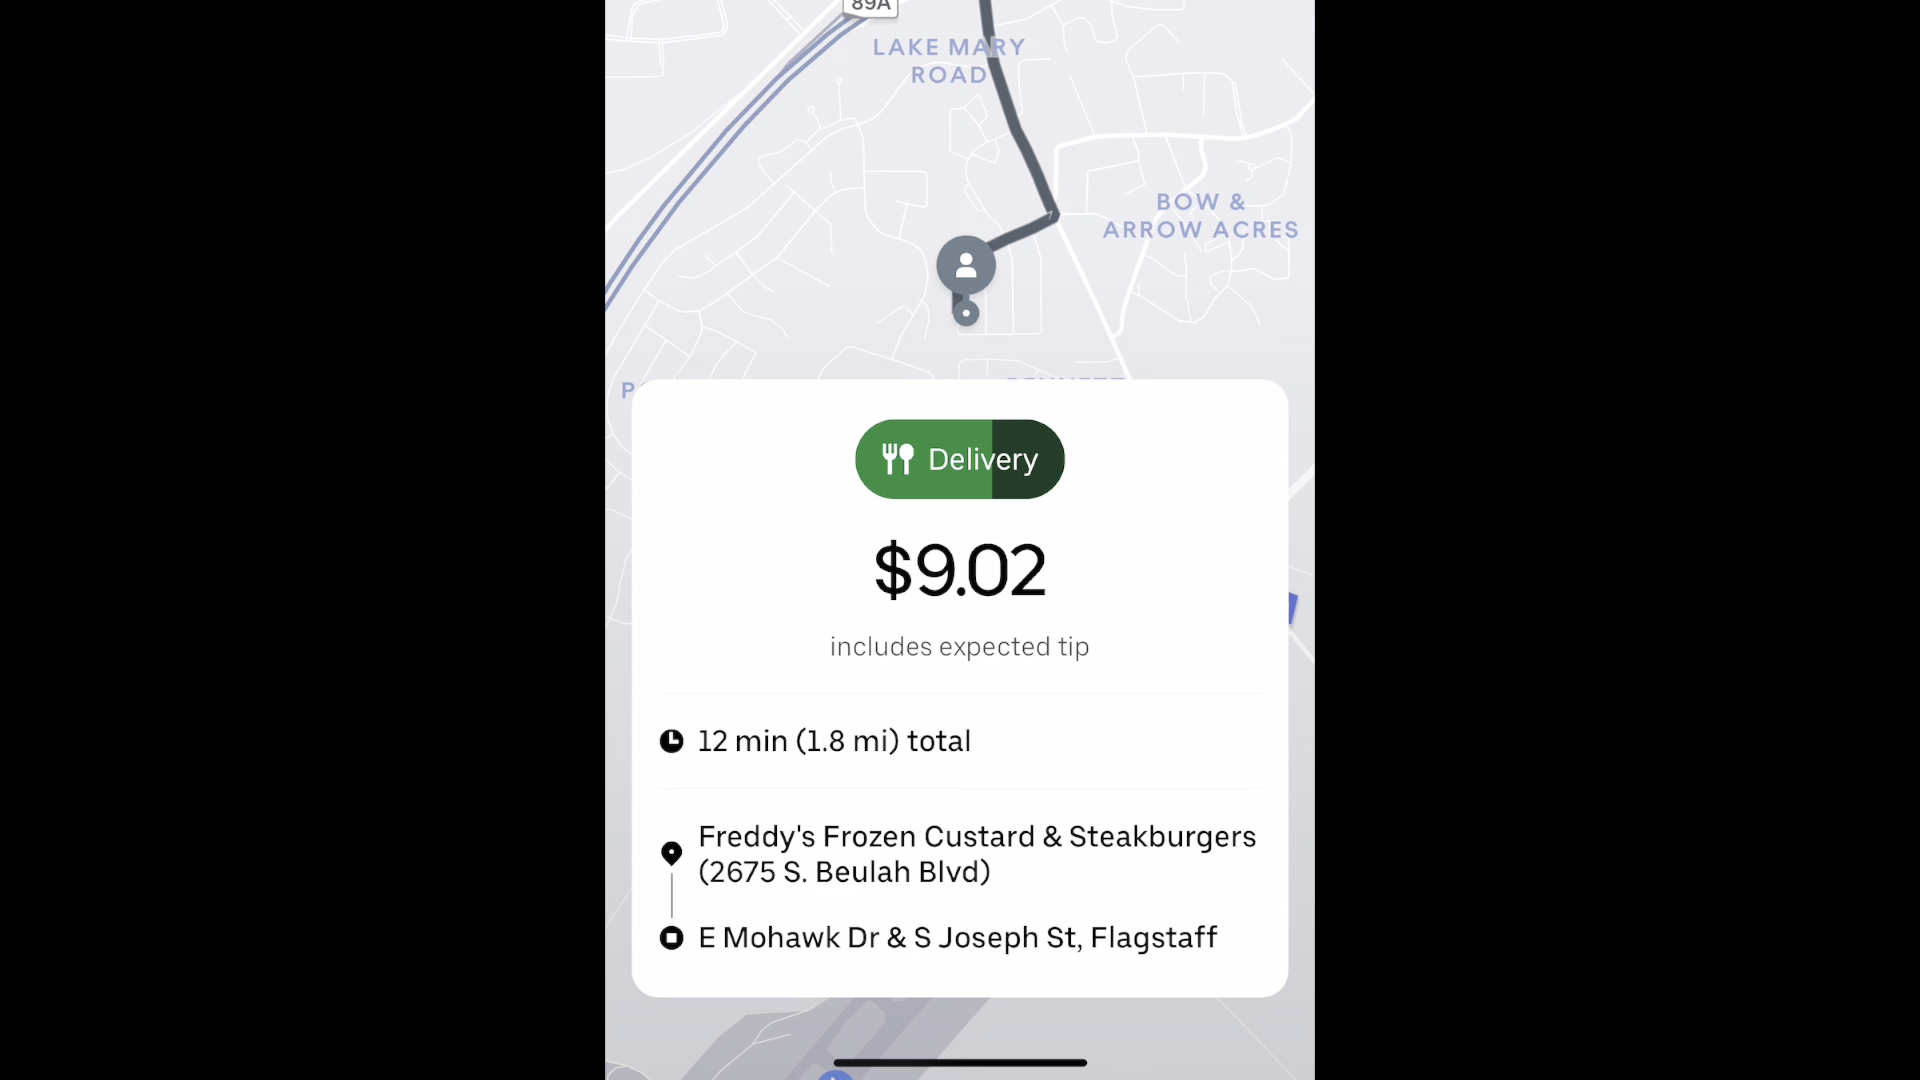 89A
LAKE MARY
ROAD
BOW &
ARROW ACRES
Delivery
$9.02
includes expected tip
12 min (1.8 mi) total
Freddy's Frozen Custard & Steakburgers
(2675 S. Beulah Blvd)
E Mohawk Dr & S Joseph St, Flagstaff